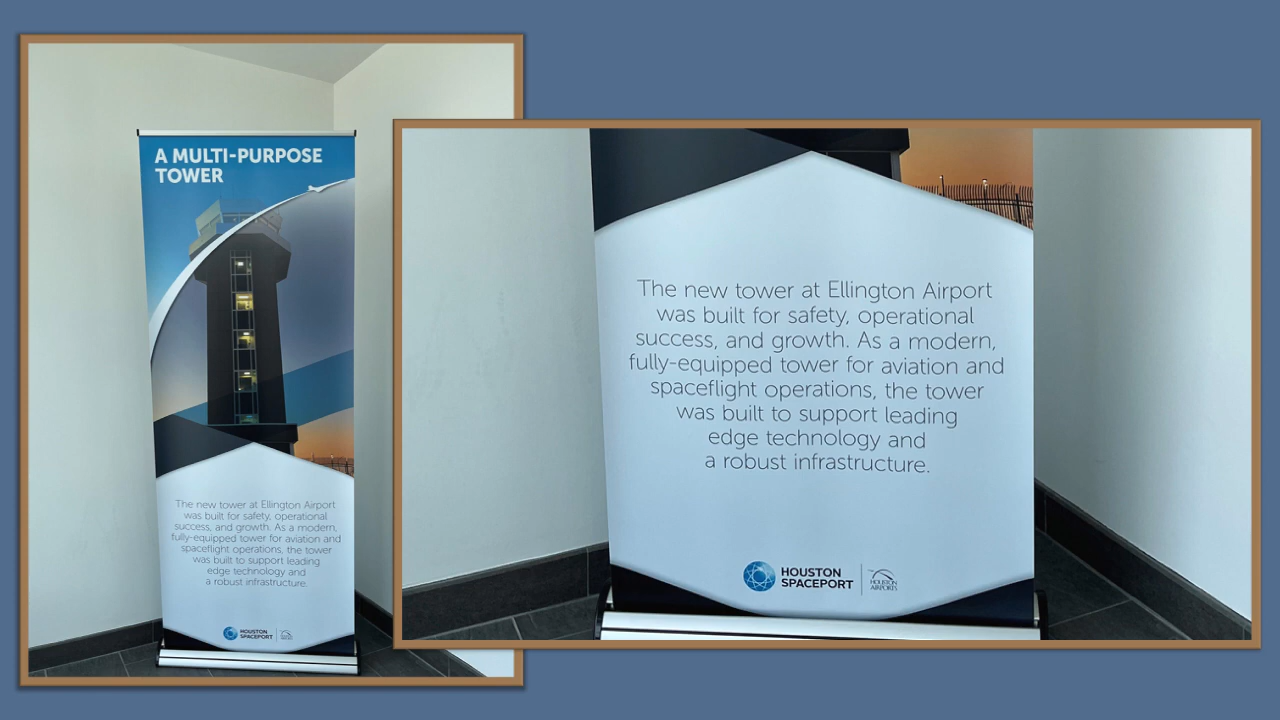 A MULTI-PURPOSE
TOWER
The new tower at Ellington Airport
was built for safety, operational
success, and growth. As a modern,
fully-equipped tower for aviation and
spaceflight operations, the tower
was built to support leading
edge technology and
a robust infrastructure.
HOUSTON
SPACEPORT
The new tower at Ellington Airport
was built for safety, operational
success, and growth. As a modern,
fully-equipped tower for aviation and
spaceflight operations, the tower
was built to support leading
edge technology and
a robust infrastructure.
HOUSTON
SPACEPORT
HOUSTON
AIRPORTS